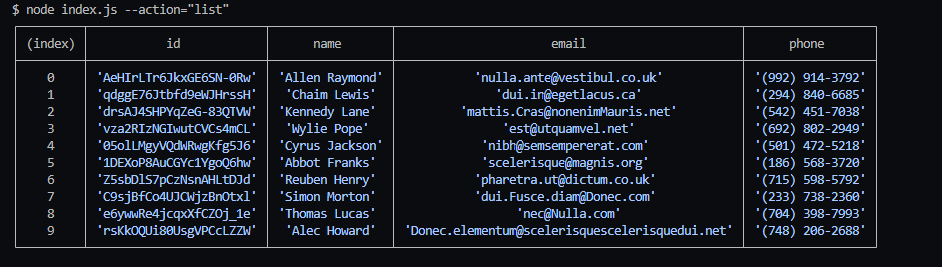 $ node index.js --action="list"
(index) id name email phone
0 'AeHIrLTr6JkxGE6SN-0Rw' 'Allen Raymond' 'nulla.ante@vestibul.co.uk' '(992) 914-3792'
1 'qdggE76Jtbfd9eWJHrssH' 'Chaim Lewis' 'dui.in@egetlacus.ca' '(294) 840-6685'
2 'drsAJ4SHPYqZeG-83QTVW' 'Kennedy Lane' 'mattis.Cras@nonenimMauris.net' '(542) 451-7038'
3 'vza2RIzNGIwutCVCs4mCL' 'Wylie Pope' 'est@utquamvel.net' '(692) 802-2949'
4 '05olLMgyVQdWRwgKfg5J6' 'Cyrus Jackson' 'nibh@semsempererat.com' '(501) 472-5218'
5 '1DEXoP8AuCGYc1YgoQ6hw' 'Abbot Franks' 'scelerisque@magnis.org' '(186) 568-3720'
6 'Z5sbDlS7pCzNsnAHLtDJd' 'Reuben Henry' 'pharetra.ut@dictum.co.uk' '(715) 598-5792'
7 'C9sjBfCo4UJCWjzBnOtxl' 'Simon Morton' 'dui.Fusce.diam@Donec.com' '(233) 738-2360'
8 'e6ywwRe4jcqxXfCZOj_1e' 'Thomas Lucas' 'nec@Nulla.com' '(704) 398-7993'
9 'rsKkOQUi80UsgVPCcLZZW' 'Alec Howard' 'Donec.elementum@scelerisquescelerisquedui.net' '(748) 206-2688'